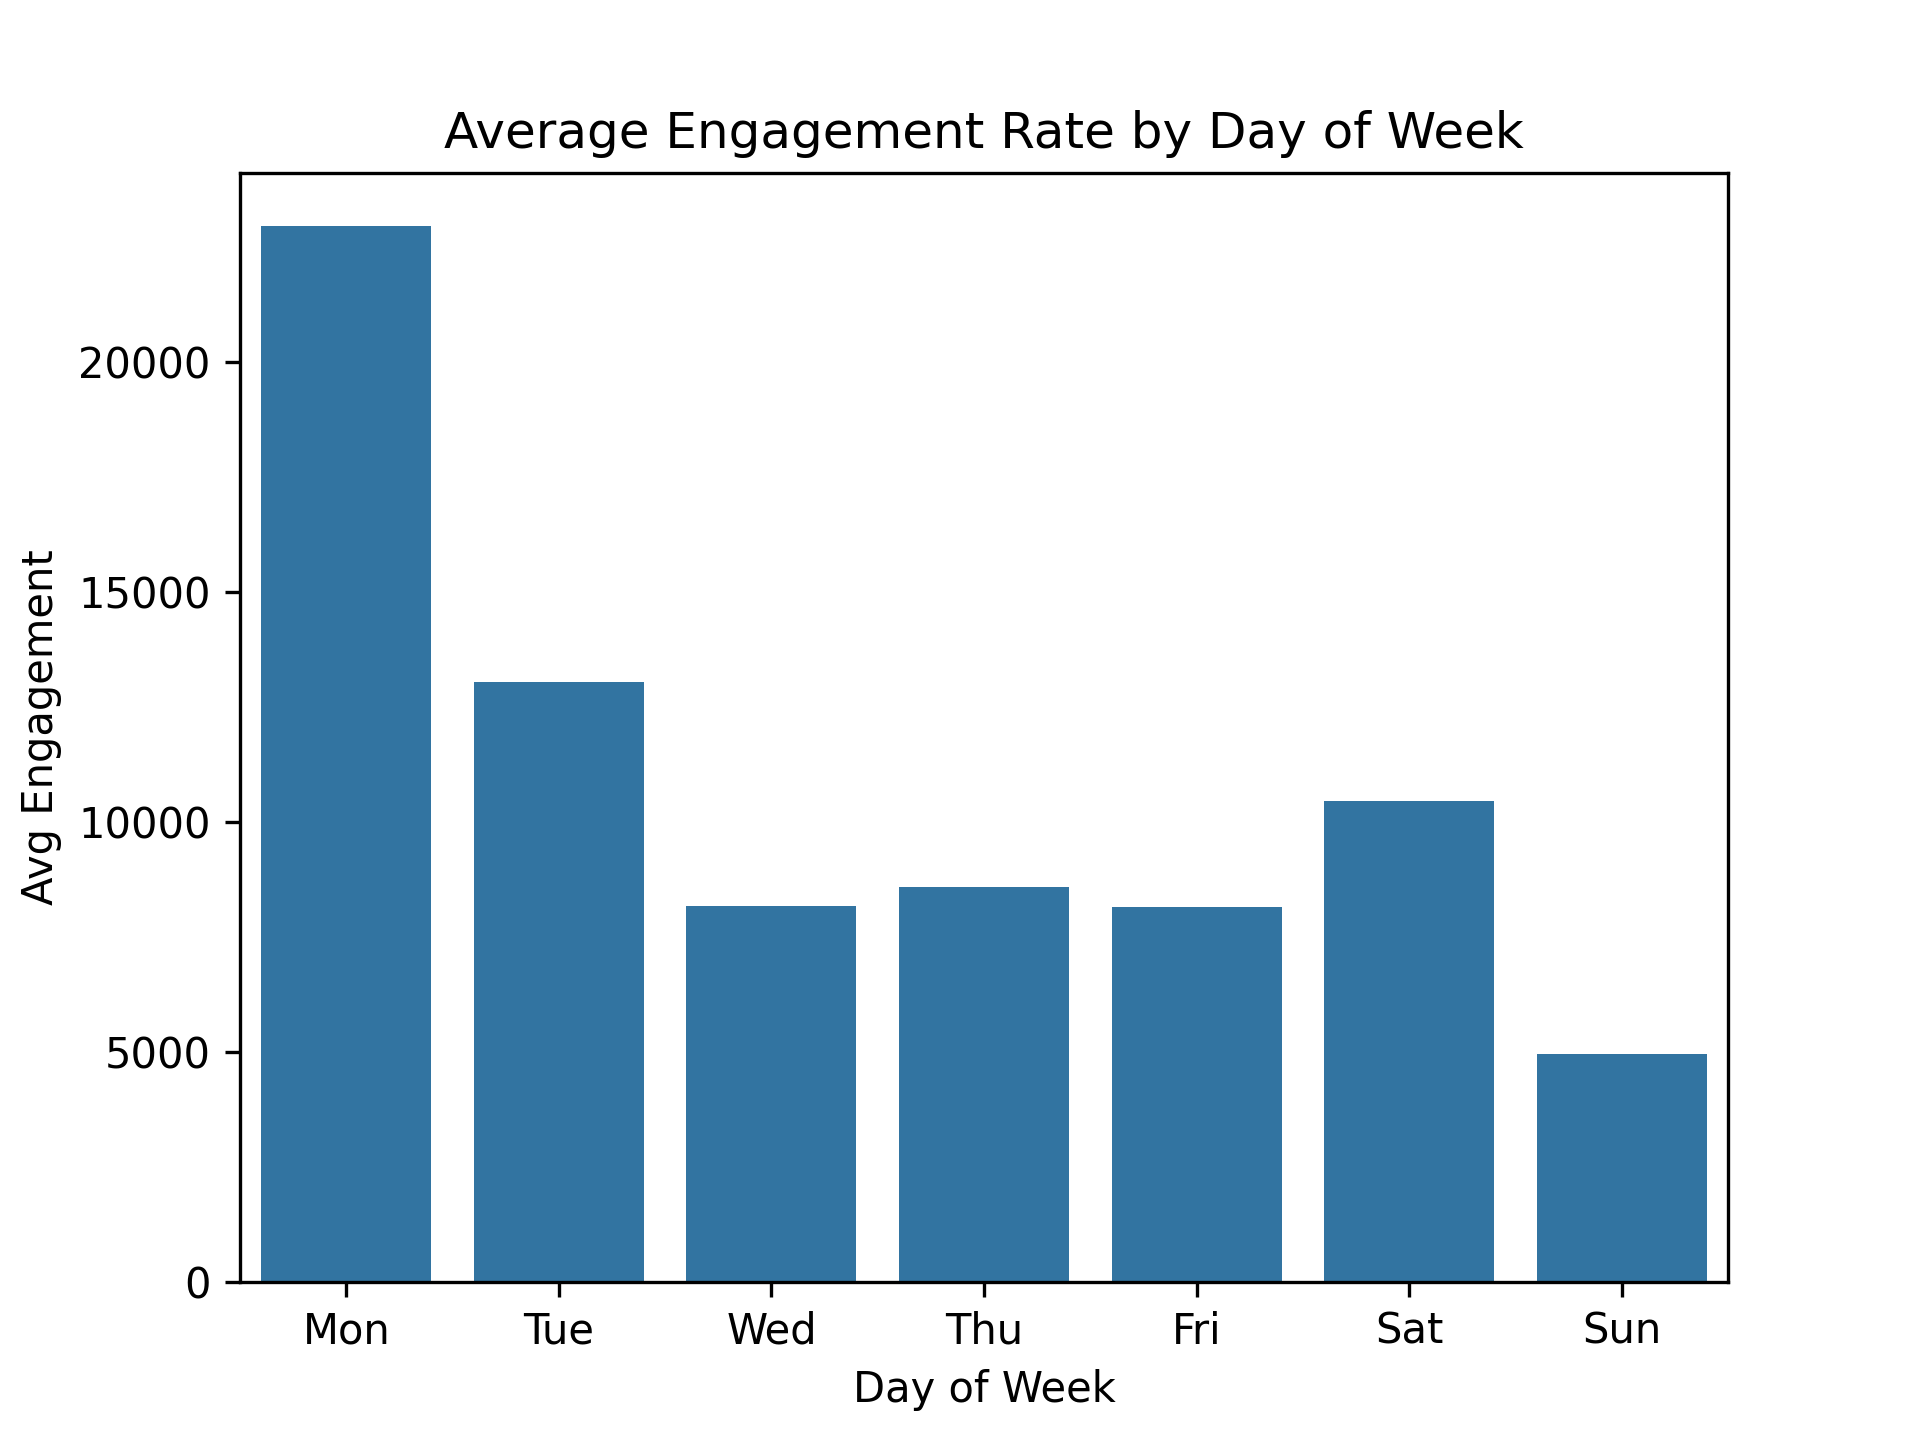 Average Engagement Rate by Day of Week
Avg Engagement
20000
15000
10000
5000
0
Mon Tue Wed Thu Fri Sat Sun
Day of Week